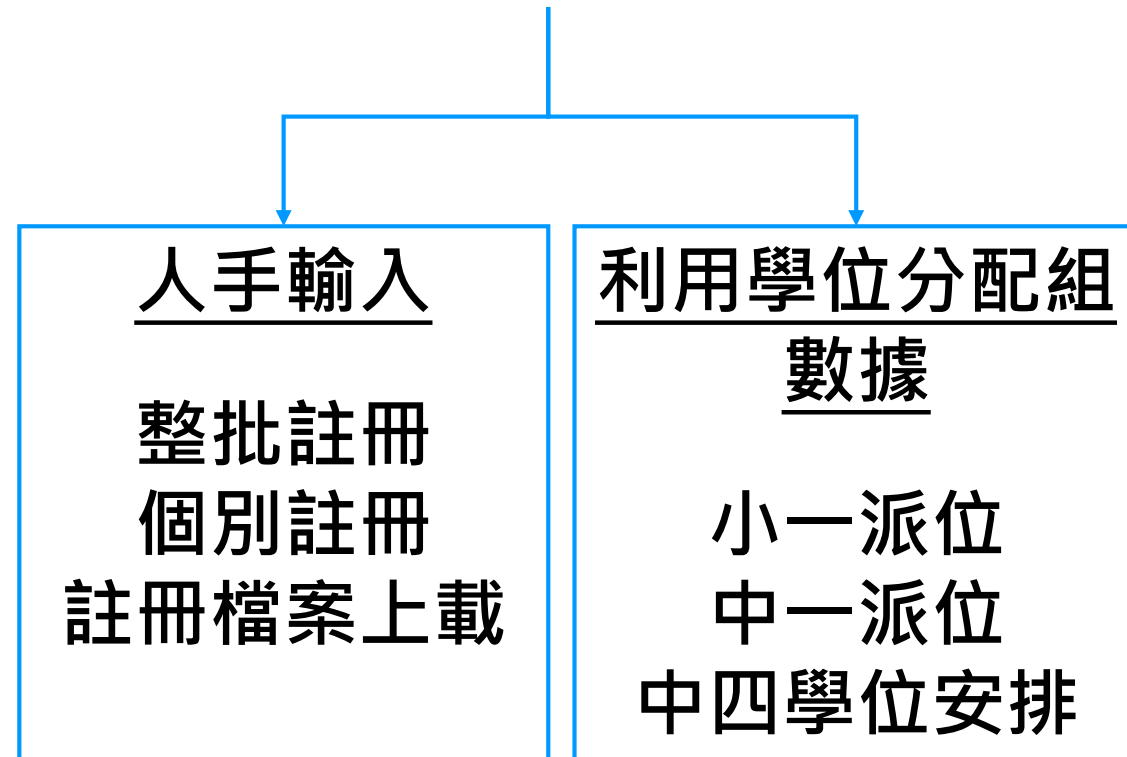 人手輸入
整批註冊
個別註冊
註冊檔案上載
利用學位分配組
數據
小一派位
中一派位
中四學位安排